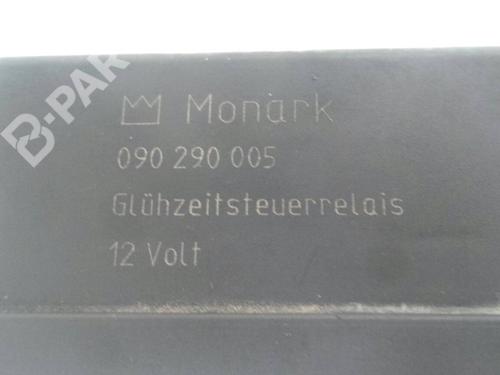 B-PAR
Monark
090 290 005
Glühzeitsteuerrelais
12 Volt